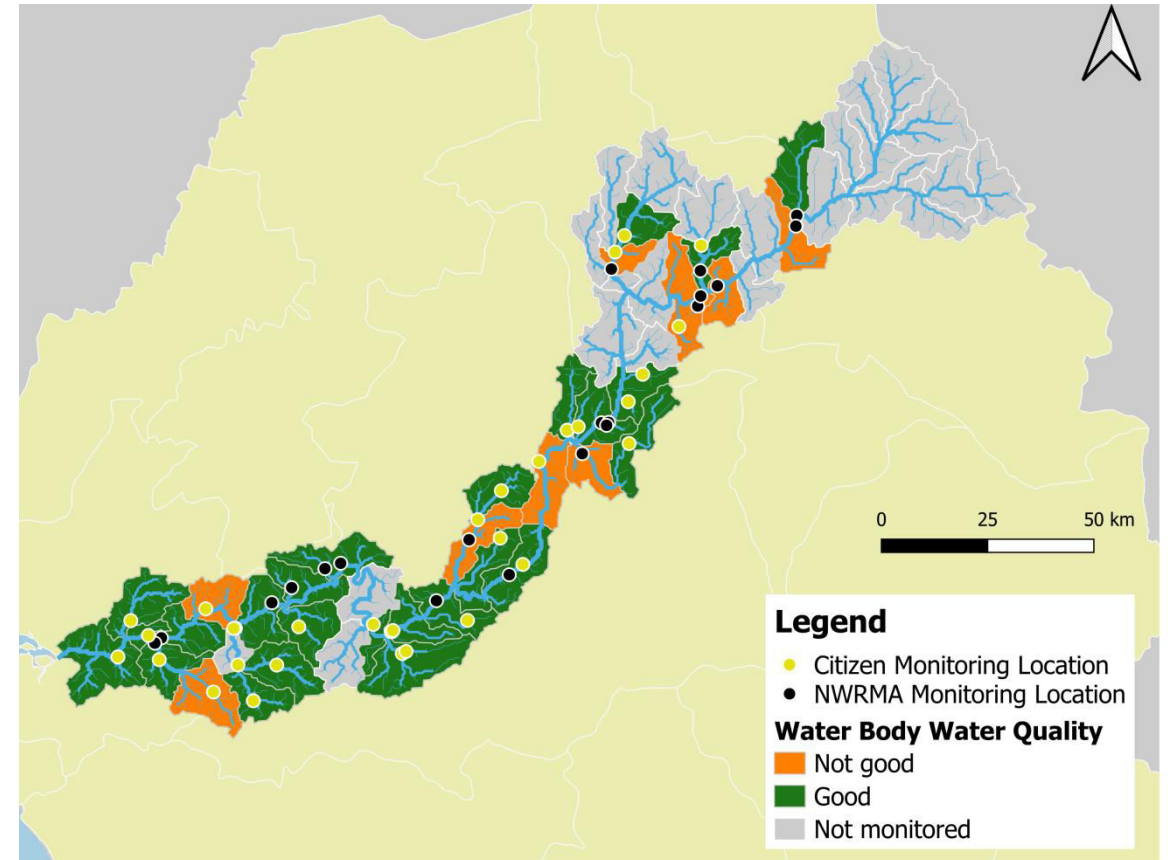 0 25 50 km
Legend
Citizen Monitoring Location
NWRMA Monitoring Location
Water Body Water Quality
Not good
Good
Not monitored